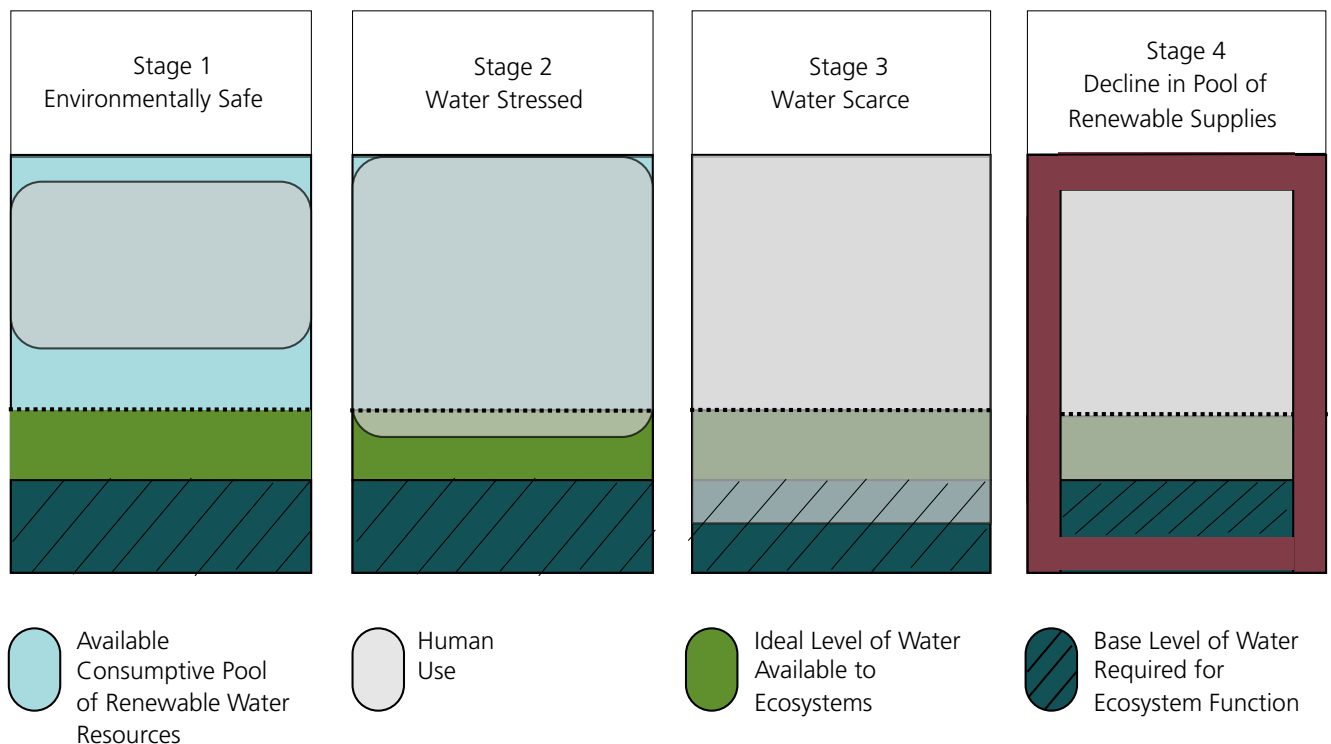 Stage 1
Environmentally Safe
Stage 2
Water Stressed
Stage 3
Water Scarce
Stage 4
Decline in Pool of
Renewable Supplies
Available
Consumptive Pool
of Renewable Water
Resources
Human
Use
Ideal Level of Water
Available to
Ecosystems
Base Level of Water
Required for
Ecosystem Function